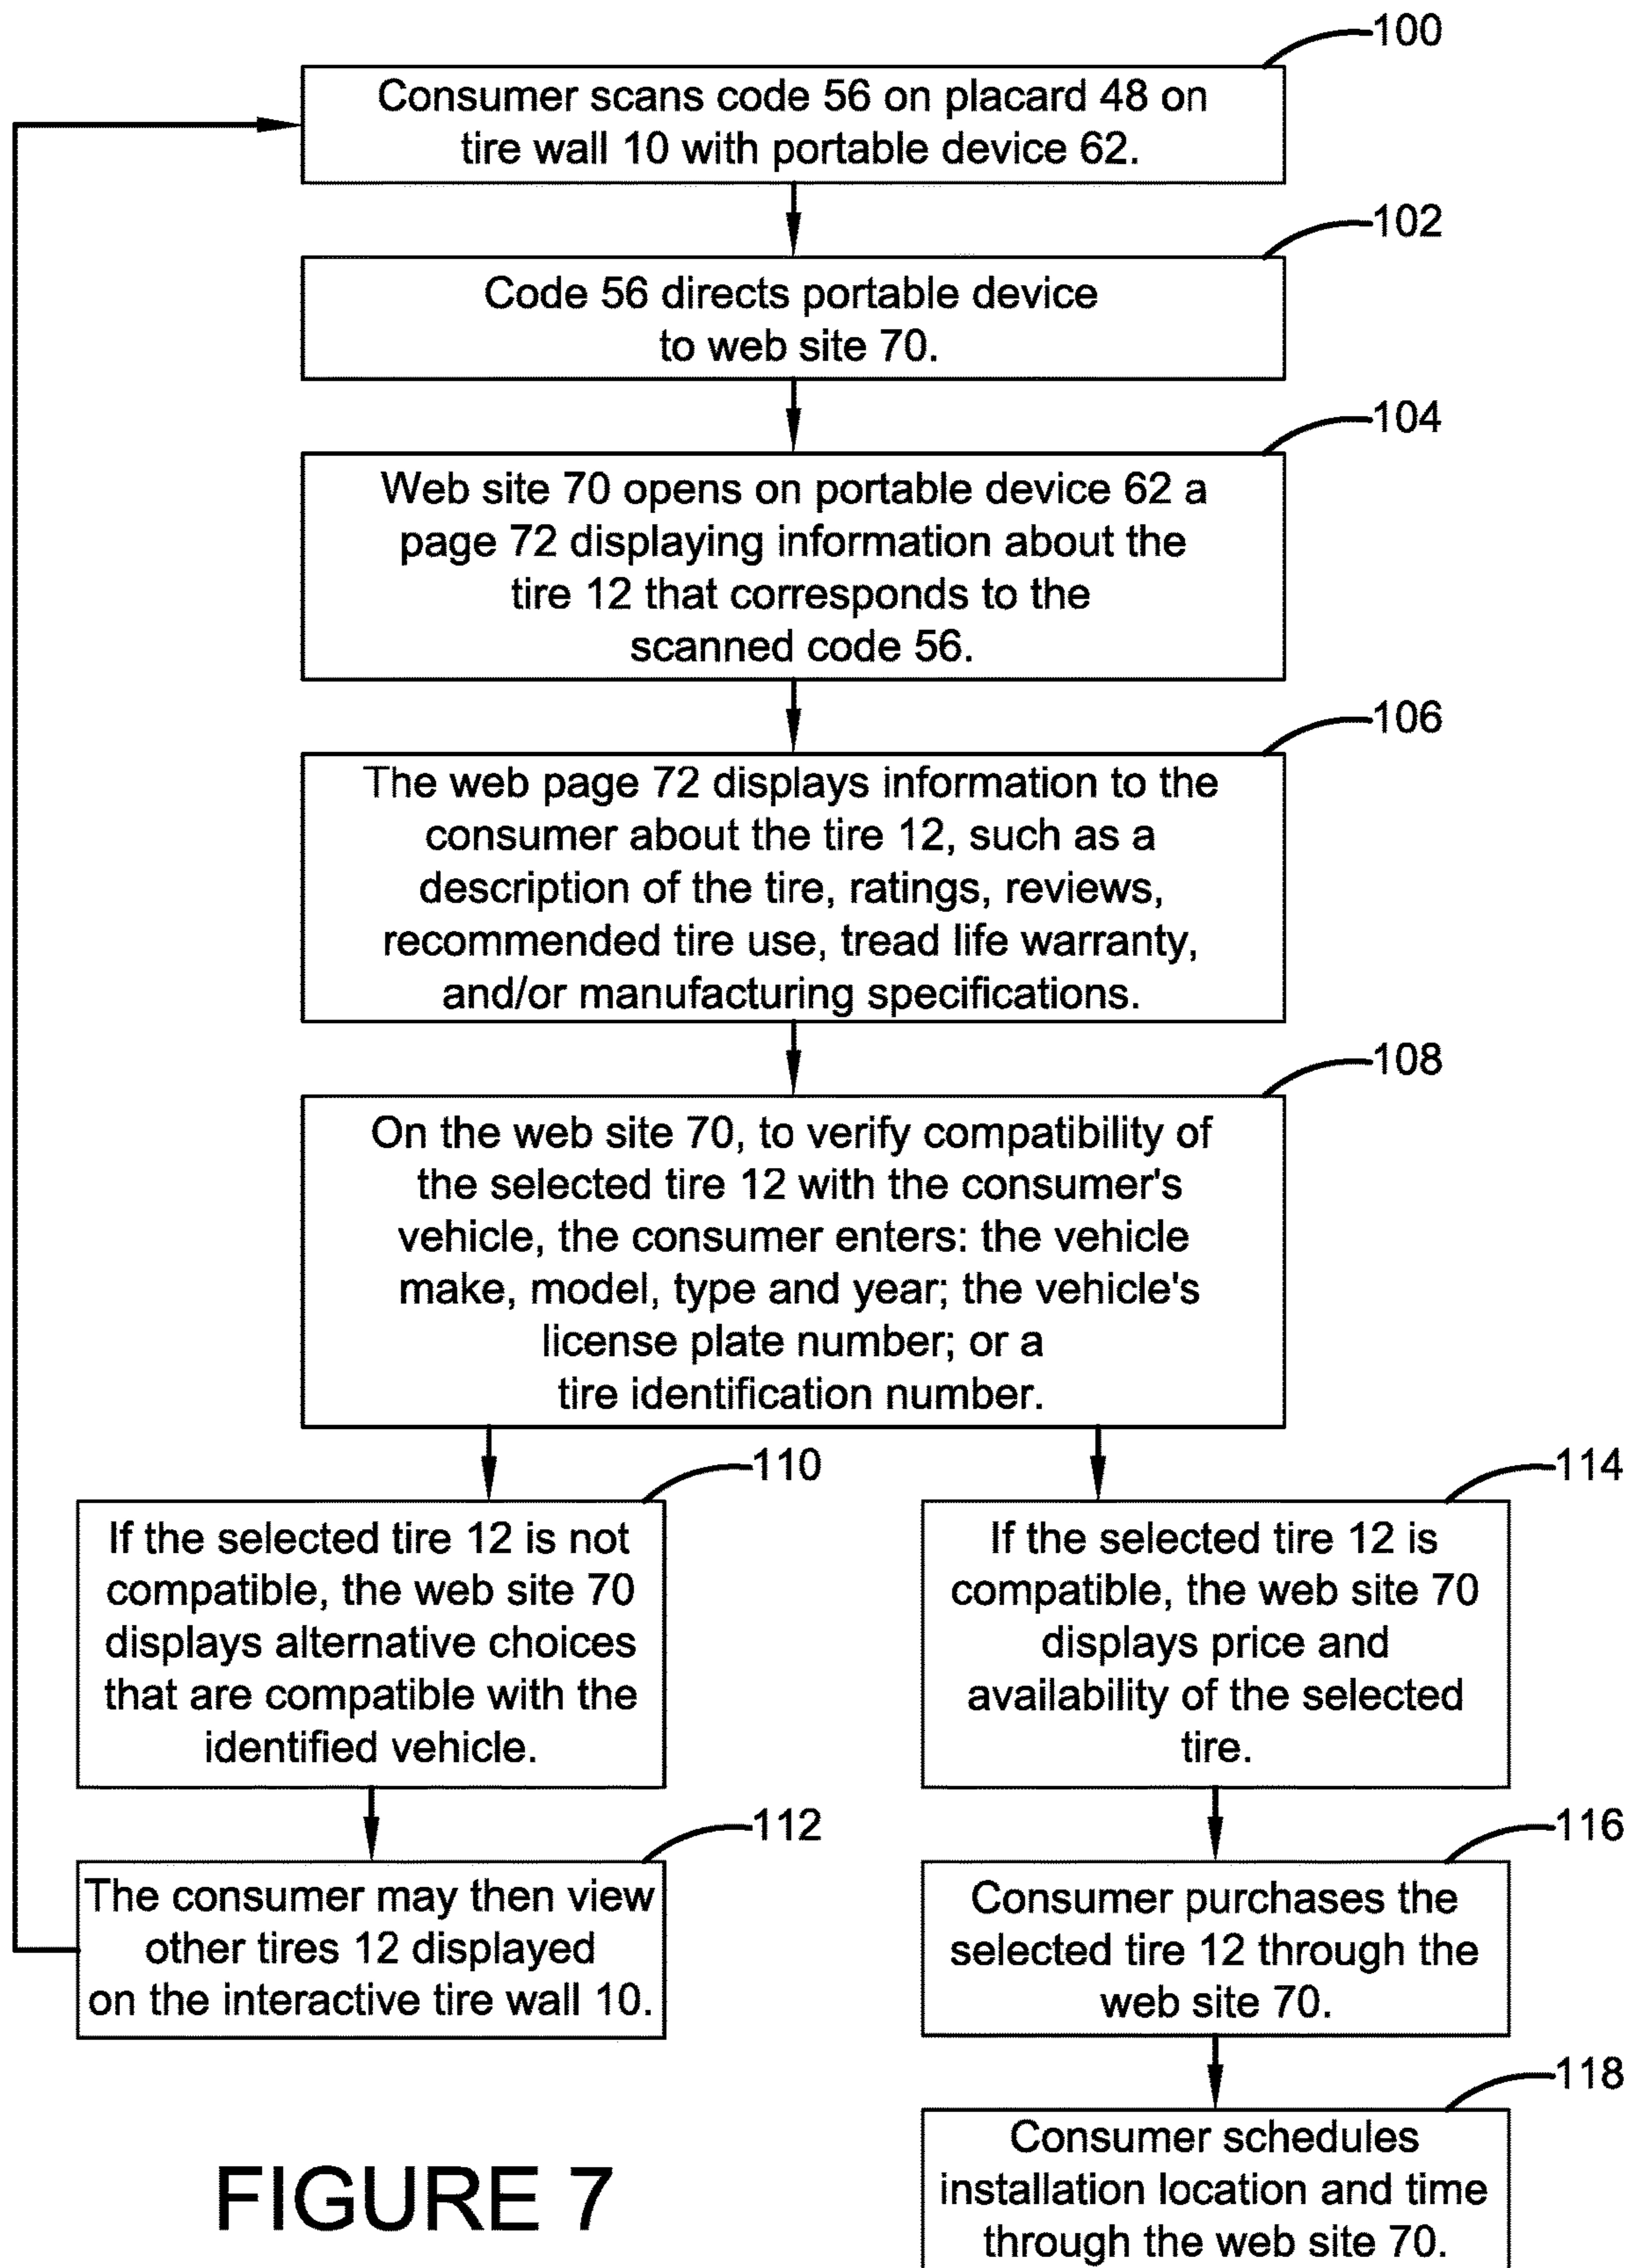 100
Consumer scans code 56 on placard 48 on
tire wall 10 with portable device 62.
102
Code 56 directs portable device
to web site 70.
104
Web site 70 opens on portable device 62 a
page 72 displaying information about the
tire 12 that corresponds to the
scanned code 56.
106
The web page 72 displays information to the
consumer about the tire 12, such as a
description of the tire, ratings, reviews,
recommended tire use, tread life warranty,
and/or manufacturing specifications.
108
On the web site 70, to verify compatibility of
the selected tire 12 with the consumer's
vehicle, the consumer enters: the vehicle
make, model, type and year; the vehicle's
license plate number; or a
tire identification number.
110
If the selected tire 12 is not
compatible, the web site 70
displays alternative choices
that are compatible with the
identified vehicle.
112
The consumer may then view
other tires 12 displayed
on the interactive tire wall 10.
114
If the selected tire 12 is
compatible, the web site 70
displays price and
availability of the selected
tire.
116
Consumer purchases the
selected tire 12 through the
web site 70.
118
Consumer schedules
installation location and time
through the web site 70.
FIGURE 7